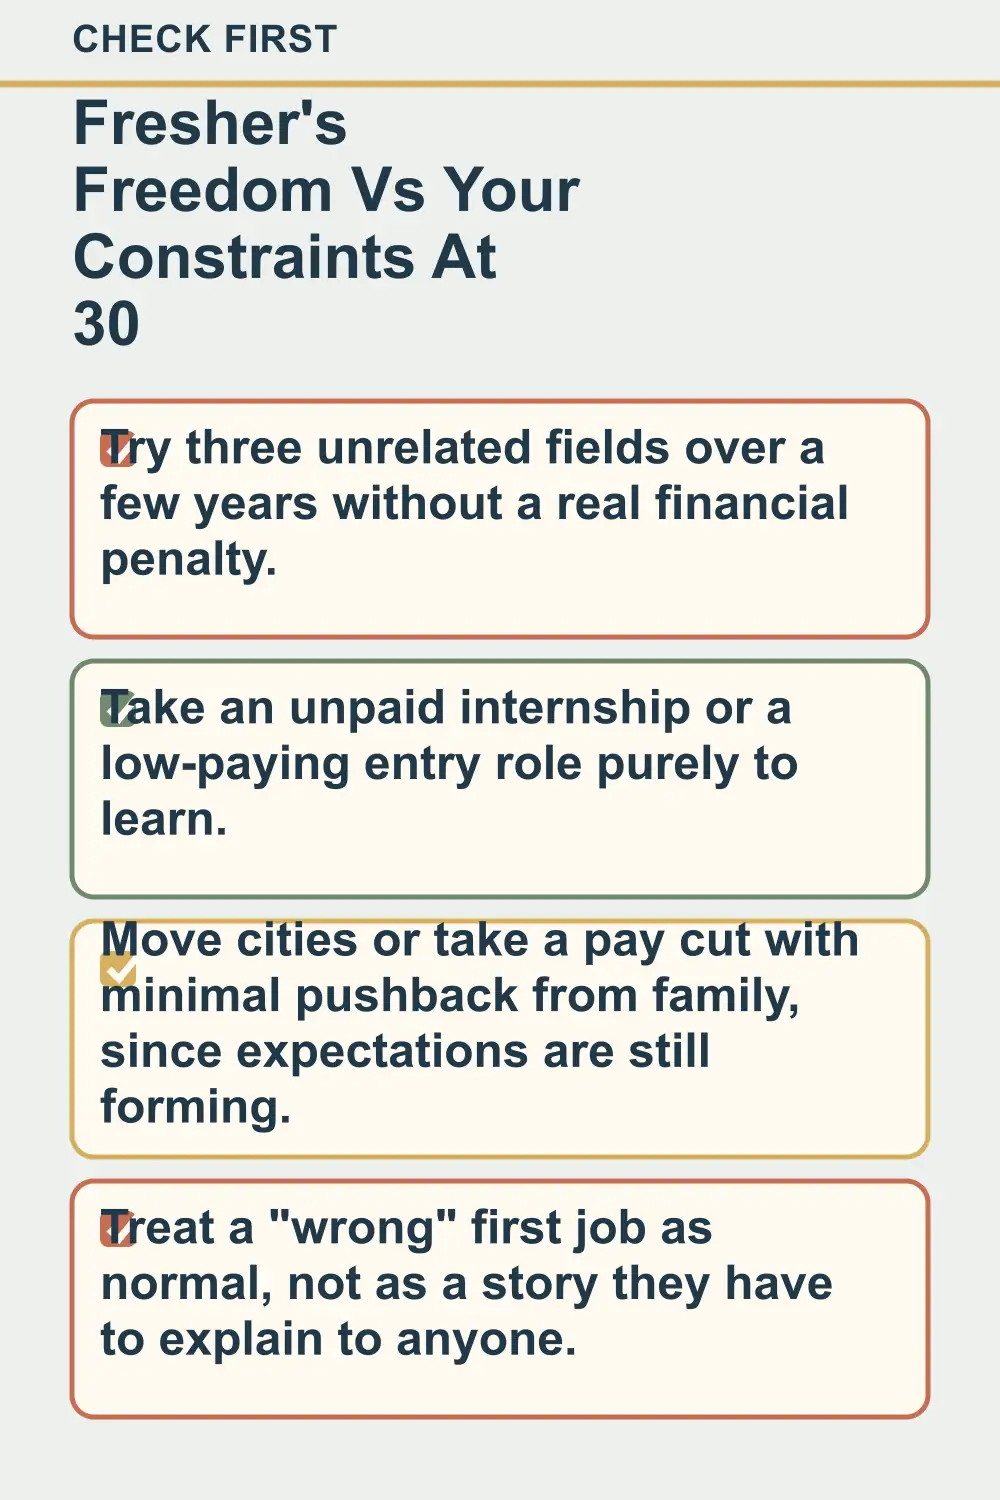 CHECK FIRST
Fresher's
Freedom Vs Your
Constraints At
30
Try three unrelated fields over a
few years without a real financial
penalty.
Take an unpaid internship or a
low-paying entry role purely to
learn.
Move cities or take a pay cut with
minimal pushback from family,
since expectations are still
forming.
Treat a "wrong" first job as
normal, not as a story they have
to explain to anyone.